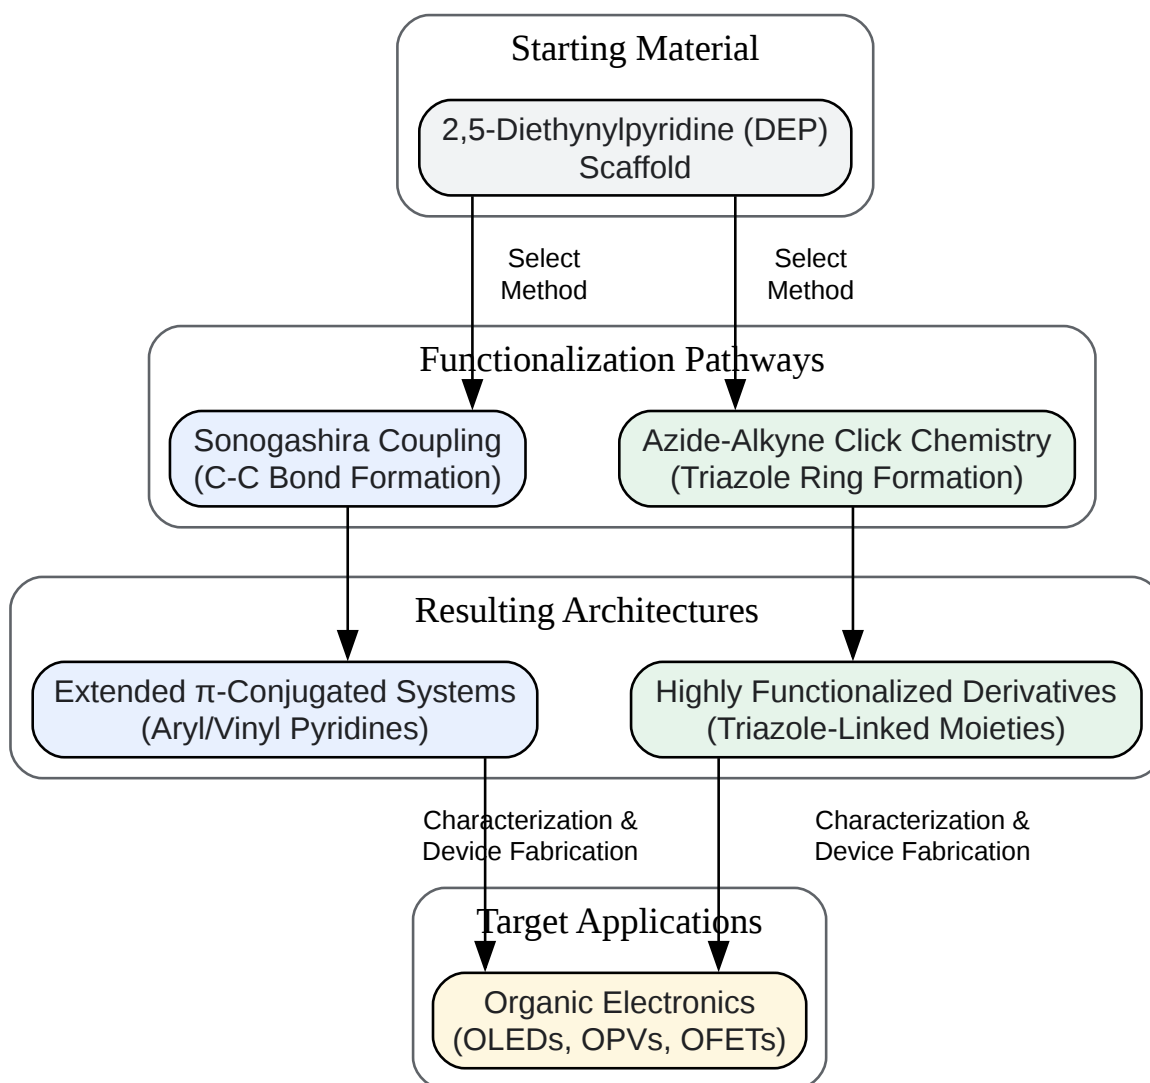 Starting Material
2,5-Diethynylpyridine (DEP)
Scaffold
Select
Method
Select
Method
Functionalization Pathways
Sonogashira Coupling
(C-C Bond Formation)
Azide-Alkyne Click Chemistry
(Triazole Ring Formation)
Resulting Architectures
Extended π-Conjugated Systems
(Aryl/Vinyl Pyridines)
Highly Functionalized Derivatives
(Triazole-Linked Moieties)
Characterization &
Device Fabrication
Characterization &
Device Fabrication
Target Applications
Organic Electronics
(OLEDs, OPVs, OFETs)